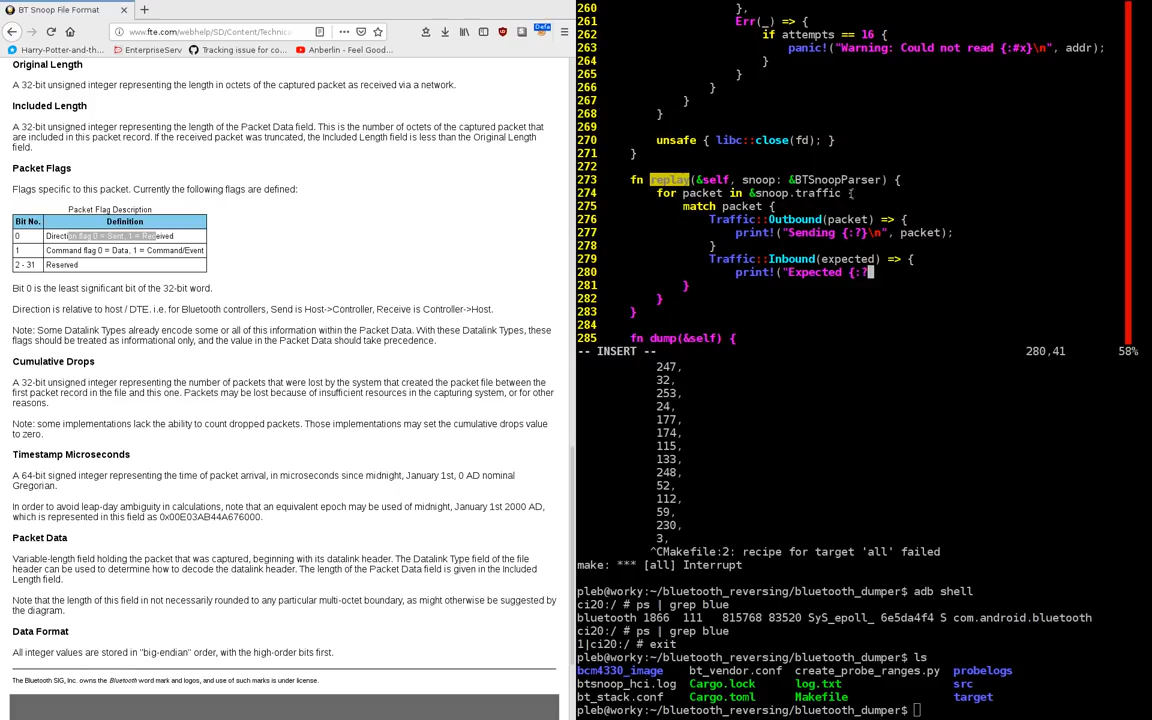 BT Snoop File Format
www.fte.com/webhelp/SD/Content/Technica
Defa
Harry-Potter-and-th…
EnterpriseServ
Tracking issue for co…
Anberlin - Feel Good…
Original Length
A 32-bit unsigned integer representing the length in octets of the captured packet as received via a network.
Included Length
A 32-bit unsigned integer representing the length of the Packet Data field. This is the number of octets of the captured packet that
are included in this packet record. If the received packet was truncated, the Included Length field is less than the Original Length
field.
Packet Flags
Flags specific to this packet. Currently the following flags are defined:
Packet Flag Description
Bit No. Definition
0 Direction flag 0 = Sent, 1 = Received
1 Command flag 0 = Data, 1 = Command/Event
2 - 31 Reserved
Bit 0 is the least significant bit of the 32-bit word.
Direction is relative to host / DTE. i.e. for Bluetooth controllers, Send is Host->Controller, Receive is Controller->Host.
Note: Some Datalink Types already encode some or all of this information within the Packet Data. With these Datalink Types, these
flags should be treated as informational only, and the value in the Packet Data should take precedence.
Cumulative Drops
A 32-bit unsigned integer representing the number of packets that were lost by the system that created the packet file between the
first packet record in the file and this one. Packets may be lost because of insufficient resources in the capturing system, or for other
reasons.
Note: some implementations lack the ability to count dropped packets. Those implementations may set the cumulative drops value
to zero.
Timestamp Microseconds
A 64-bit signed integer representing the time of packet arrival, in microseconds since midnight, January 1st, 0 AD nominal
Gregorian.
In order to avoid leap-day ambiguity in calculations, note that an equivalent epoch may be used of midnight, January 1st 2000 AD,
which is represented in this field as 0x00E03AB44A676000.
Packet Data
Variable-length field holding the packet that was captured, beginning with its datalink header. The Datalink Type field of the file
header can be used to determine how to decode the datalink header. The length of the Packet Data field is given in the Included
Length field.
Note that the length of this field in not necessarily rounded to any particular multi-octet boundary, as might otherwise be suggested by
the diagram.
Data Format
All integer values are stored in "big-endian" order, with the high-order bits first.
The Bluetooth SIG, Inc. owns the Bluetooth word mark and logos, and use of such marks is under license.
260 },
261 Err(_) => {
262 if attempts == 16 {
263 panic!("Warning: Could not read {:#x}\n", addr);
264 }
265 }
266 }
267 }
268 }
269
270 unsafe { libc::close(fd); }
271 }
272
273 fn replay(&self, snoop: &BTSnoopParser) {
274 for packet in &snoop.traffic {
275 match packet {
276 Traffic::Outbound(packet) => {
277 print!("Sending {:?}\n", packet);
278 }
279 Traffic::Inbound(expected) => {
280 print!("Expected {:?
281 }
282 }
283 }
284
285 fn dump(&self) {
-- INSERT -- 280,41 58%
247,
32,
253,
24,
177,
174,
115,
133,
248,
52,
112,
59,
230,
3,
^CMakefile:2: recipe for target 'all' failed
make: *** [all] Interrupt
pleb@worky:~/bluetooth_reversing/bluetooth_dumper$ adb shell
ci20:/ # ps | grep blue
bluetooth 1866 111 815768 83520 SyS_epoll_ 6e5da4f4 S com.android.bluetooth
ci20:/ # ps | grep blue
1|ci20:/ # exit
pleb@worky:~/bluetooth_reversing/bluetooth_dumper$ ls
bcm4330_image bt_vendor.conf create_probe_ranges.py probelogs
btsnoop_hci.log Cargo.lock log.txt src
bt_stack.conf Cargo.toml Makefile target
pleb@worky:~/bluetooth_reversing/bluetooth_dumper$